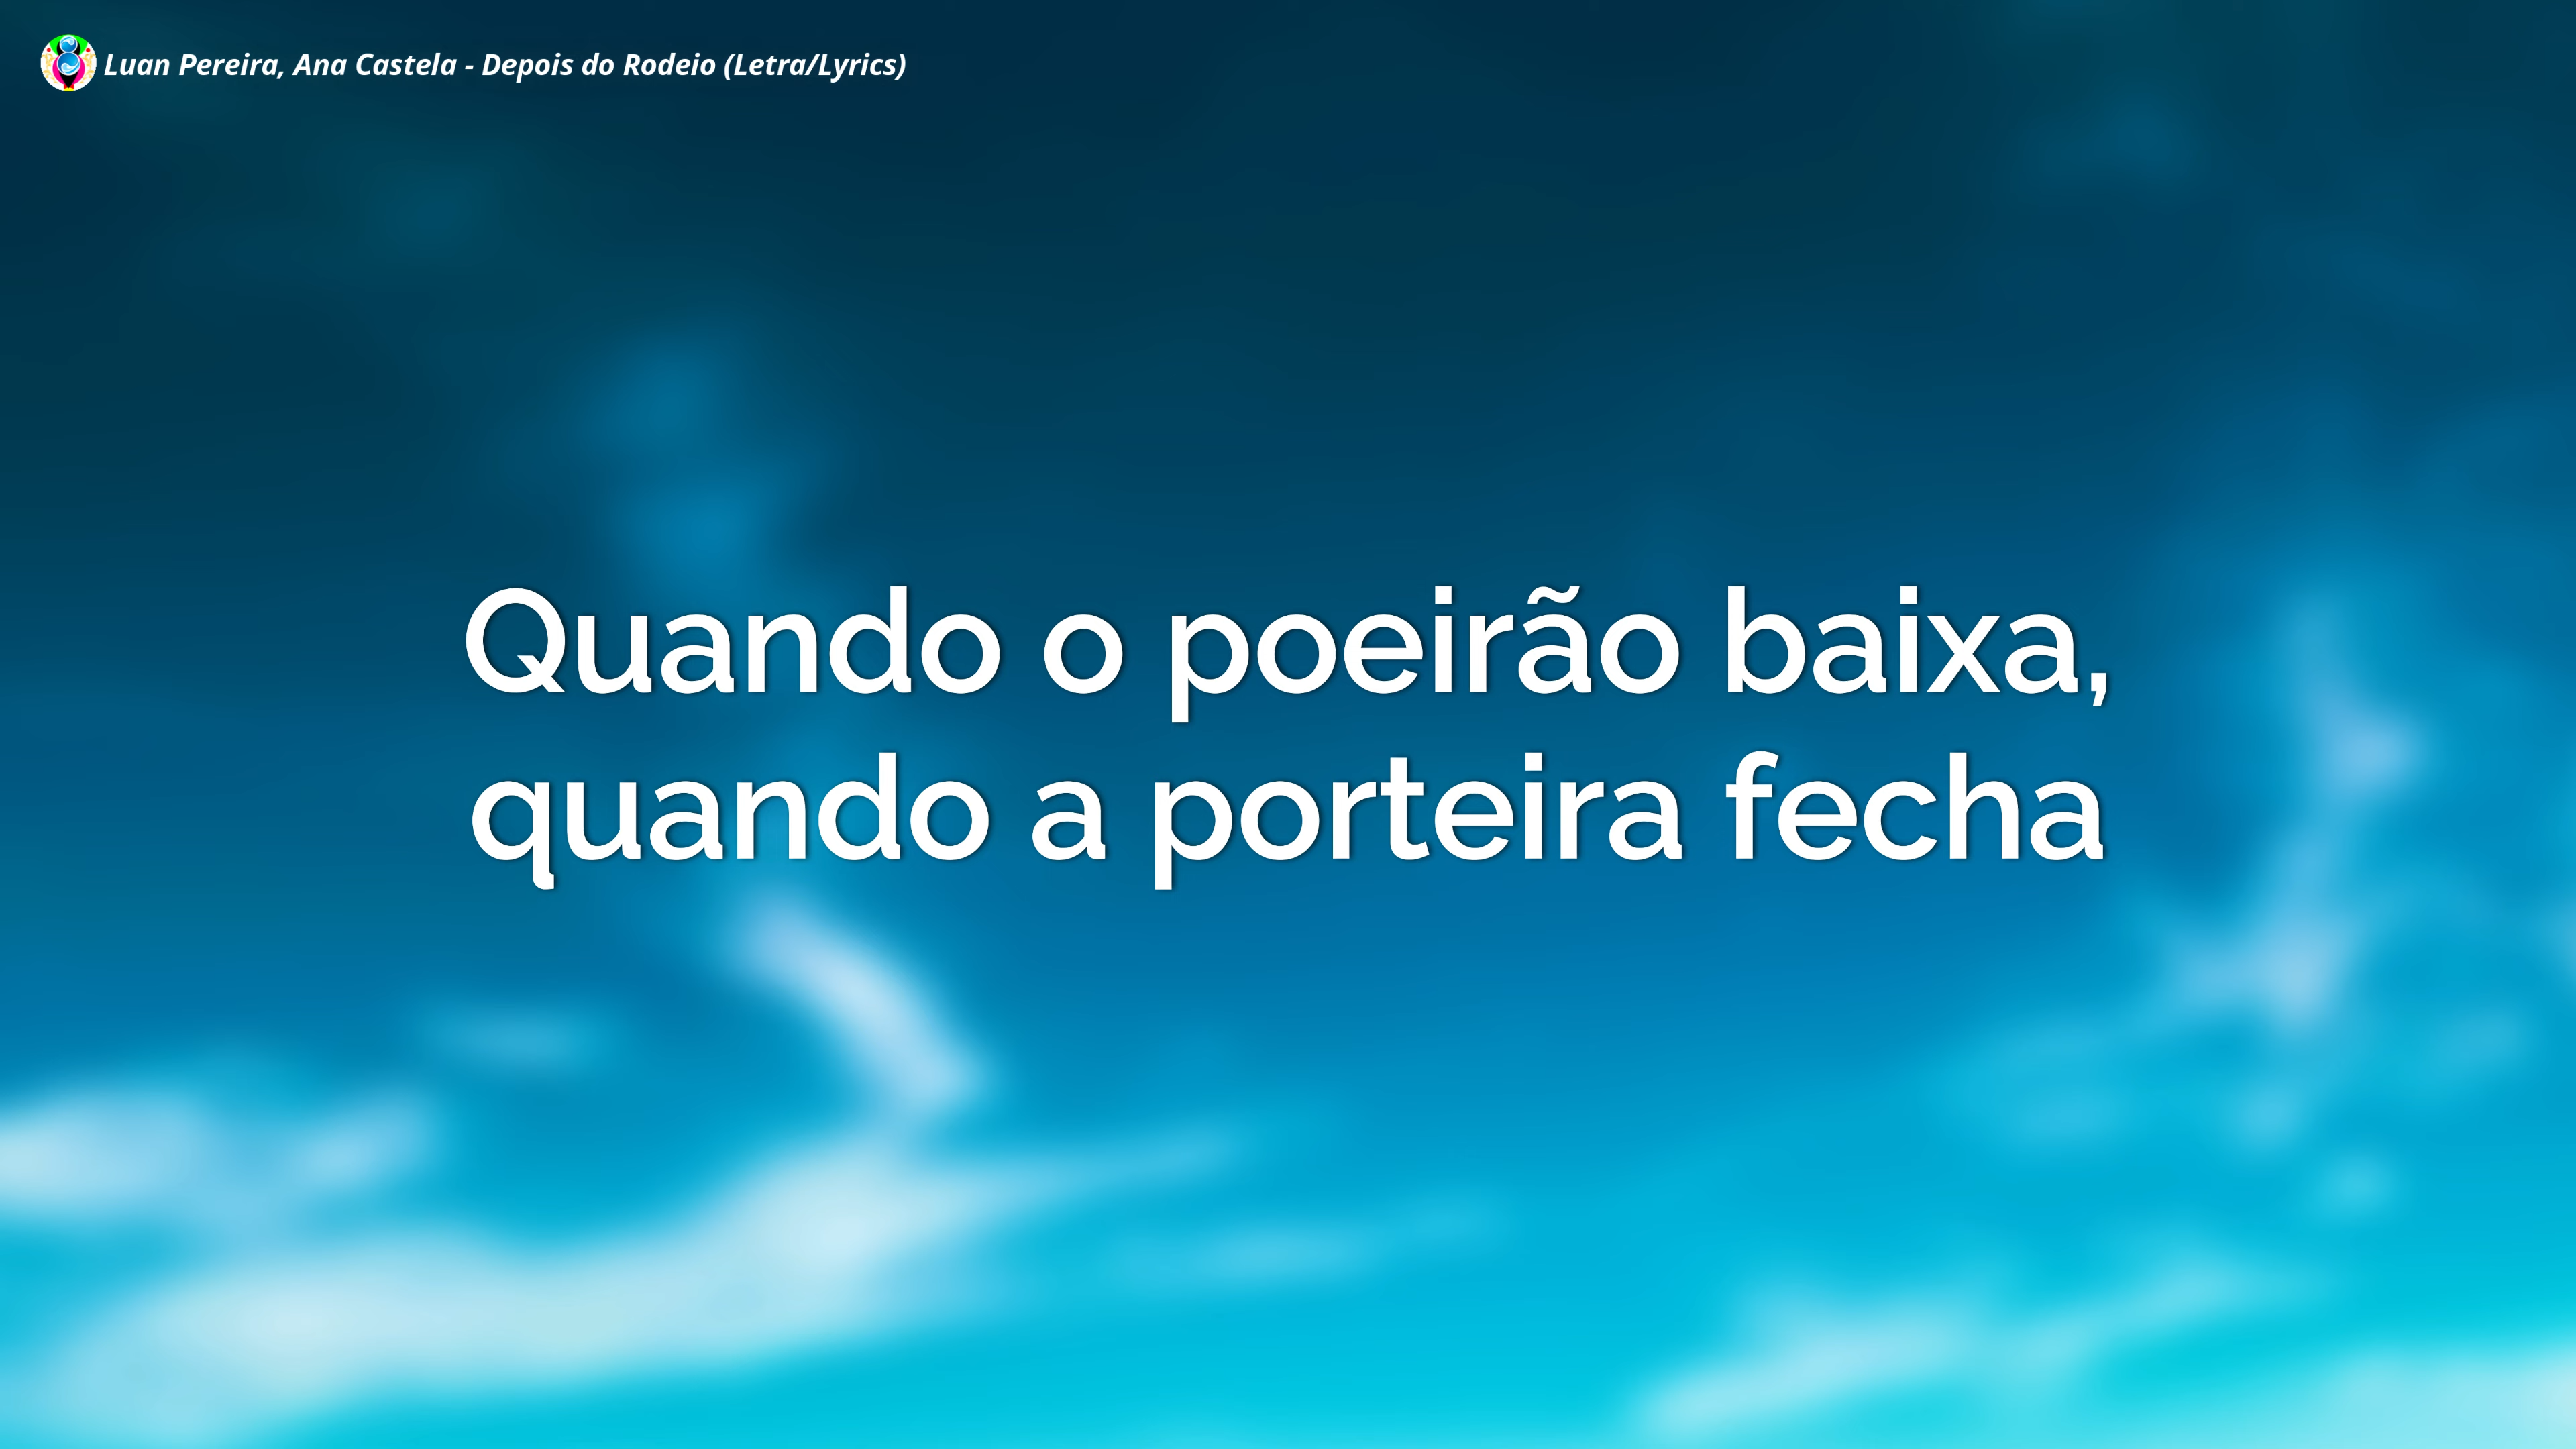 Luan Pereira, Ana Castela - Depois do Rodeio (Letra/Lyrics)
Quando o poeirão baixa,
quando a porteira fecha